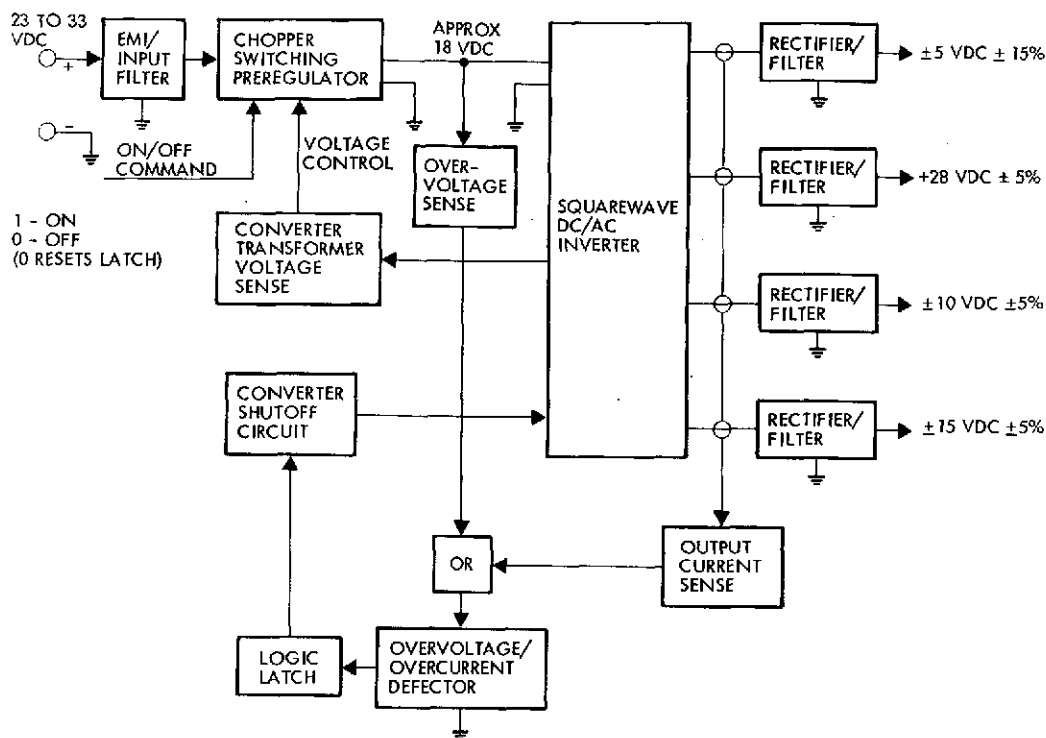 23 TO 33
VDC
+
EMI/
INPUT
FILTER
CHOPPER
SWITCHING
PREREGULATOR
APPROX
18 VDC
RECTIFIER/
FILTER
±5 VDC ± 15%
-
ON/OFF
COMMAND
VOLTAGE
CONTROL
OVER-
VOLTAGE
SENSE
SQUAREWAVE
DC/AC
INVERTER
RECTIFIER/
FILTER
+28 VDC ± 5%
1 - ON
0 - OFF
(0 RESETS LATCH)
CONVERTER
TRANSFORMER
VOLTAGE
SENSE
RECTIFIER/
FILTER
±10 VDC ±5%
CONVERTER
SHUTOFF
CIRCUIT
RECTIFIER/
FILTER
±15 VDC ±5%
OR
OUTPUT
CURRENT
SENSE
LOGIC
LATCH
OVERVOLTAGE/
OVERCURRENT
DEFECTOR